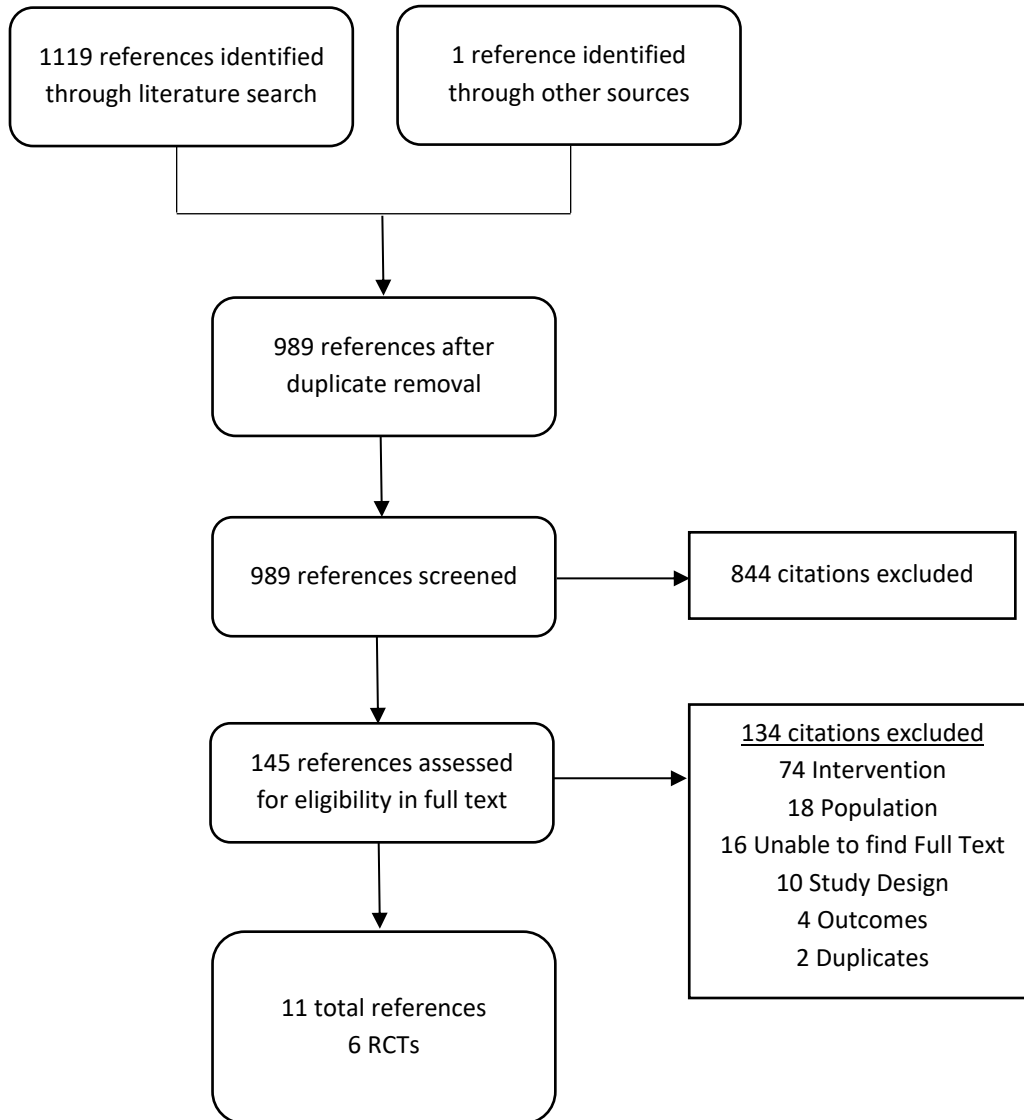 1119 references identified
through literature search
1 reference identified
through other sources
989 references after
duplicate removal
989 references screened
844 citations excluded
145 references assessed
for eligibility in full text
134 citations excluded
74 Intervention
18 Population
16 Unable to find Full Text
10 Study Design
4 Outcomes
2 Duplicates
11 total references
6 RCTs